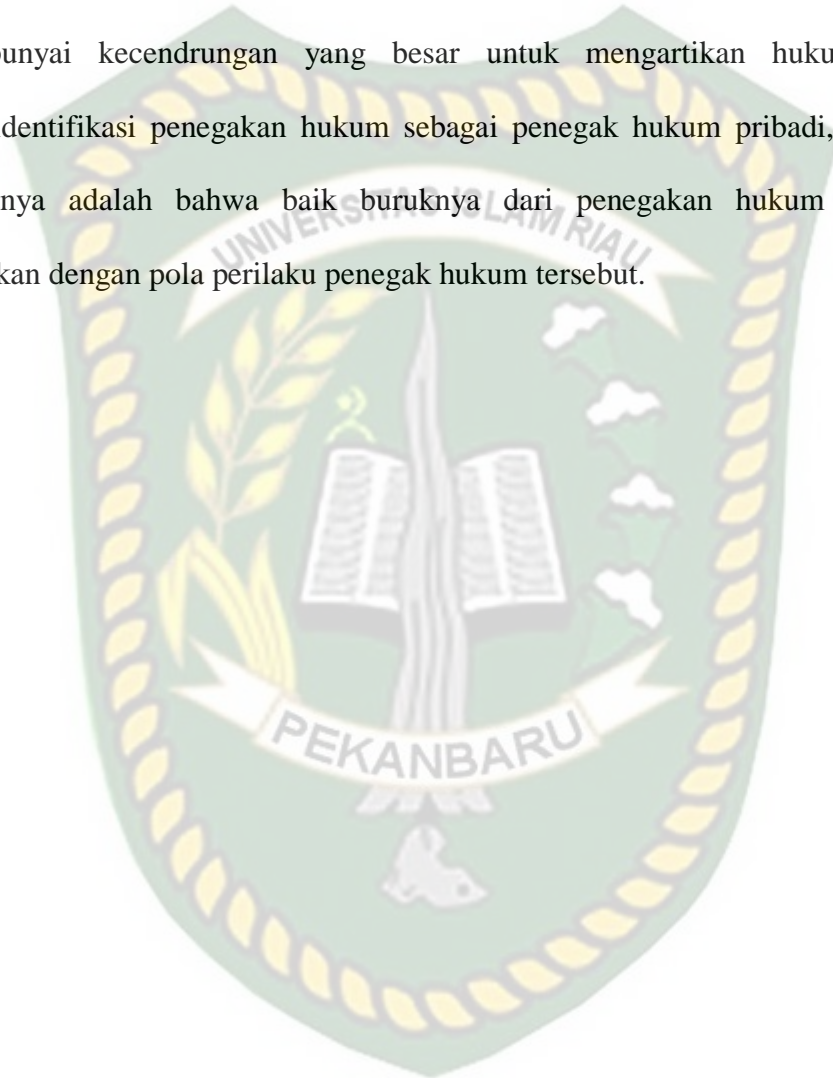 punyai kecendrungan yang besar untuk mengartikan huku
identifikasi penegakan hukum sebagai penegak hukum pribadi,
nya adalah bahwa baik buruknya dari penegakan hukum
kan dengan pola perilaku penegak hukum tersebut.
UNIVERSITAS ISLAM RIAU
PEKANBARU